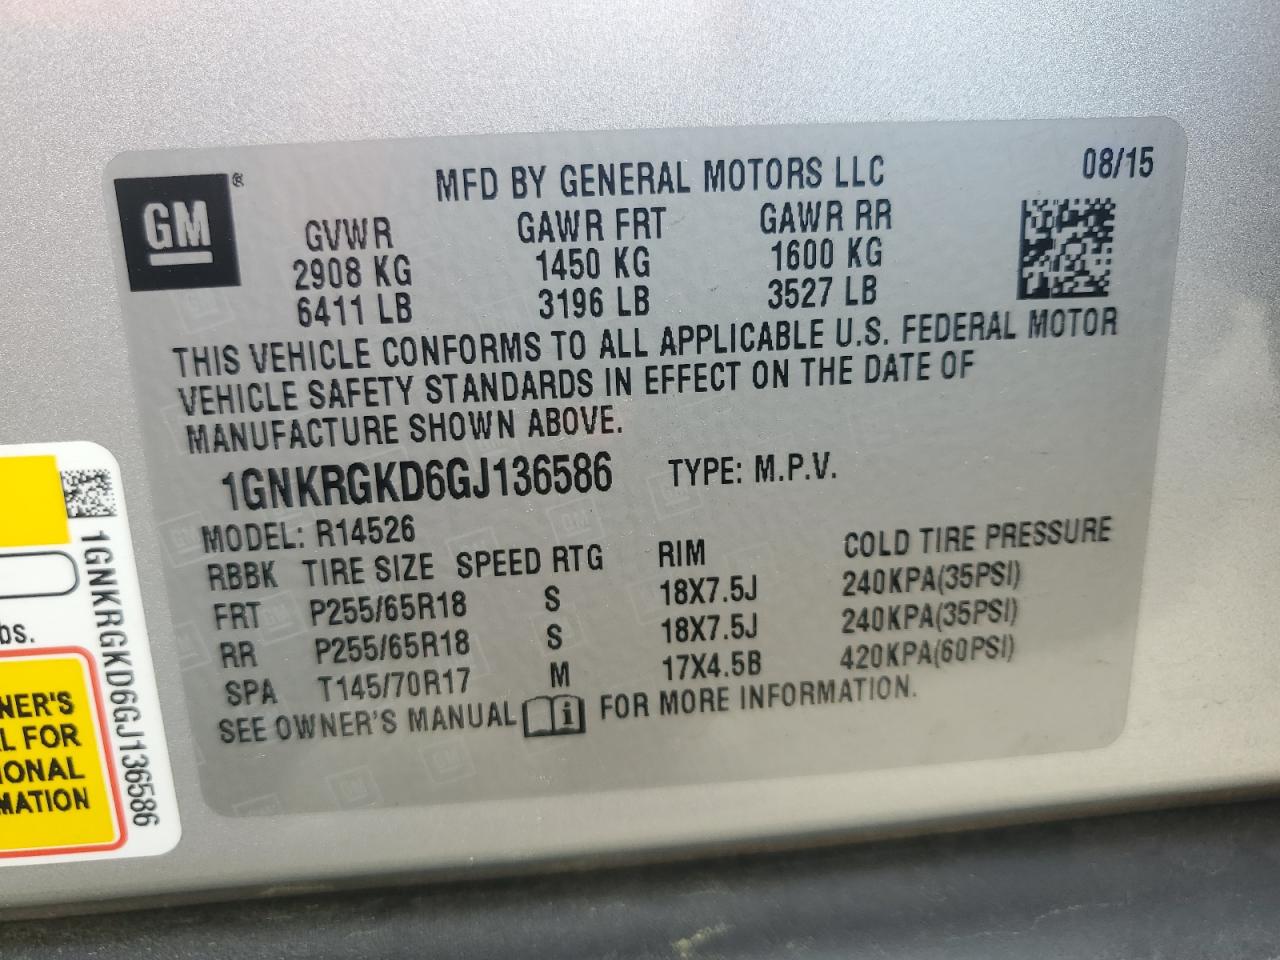 GM ®
MFD BY GENERAL MOTORS LLC 08/15
GVWR GAWR FRT GAWR RR
2908 KG 1450 KG 1600 KG
6411 LB 3196 LB 3527 LB
THIS VEHICLE CONFORMS TO ALL APPLICABLE U.S. FEDERAL MOTOR
VEHICLE SAFETY STANDARDS IN EFFECT ON THE DATE OF
MANUFACTURE SHOWN ABOVE.
1GNKRGKD6GJ136586 TYPE: M.P.V.
MODEL: R14526
RBBK TIRE SIZE SPEED RTG RIM COLD TIRE PRESSURE
FRT P255/65R18 S 18X7.5J 240KPA(35PSI)
RR P255/65R18 S 18X7.5J 240KPA(35PSI)
SPA T145/70R17 M 17X4.5B 420KPA(60PSI)
SEE OWNER'S MANUAL i FOR MORE INFORMATION.
1GNKRGKD6GJ136586
bs.
NER'S
L FOR
IONAL
MATION